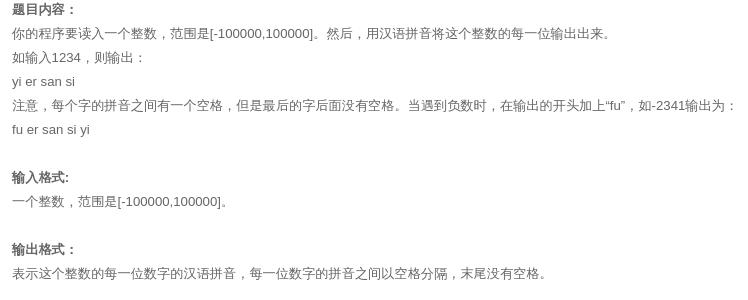 题目内容：
你的程序要读入一个整数，范围是[-100000,100000]。然后，用汉语拼音将这个整数的每一位输出出来。
如输入1234，则输出：
yi er san si
注意，每个字的拼音之间有一个空格，但是最后的字后面没有空格。当遇到负数时，在输出的开头加上“fu”，如-2341输出为：
fu er san si yi
输入格式:
一个整数，范围是[-100000,100000]。
输出格式：
表示这个整数的每一位数字的汉语拼音，每一位数字的拼音之间以空格分隔，末尾没有空格。